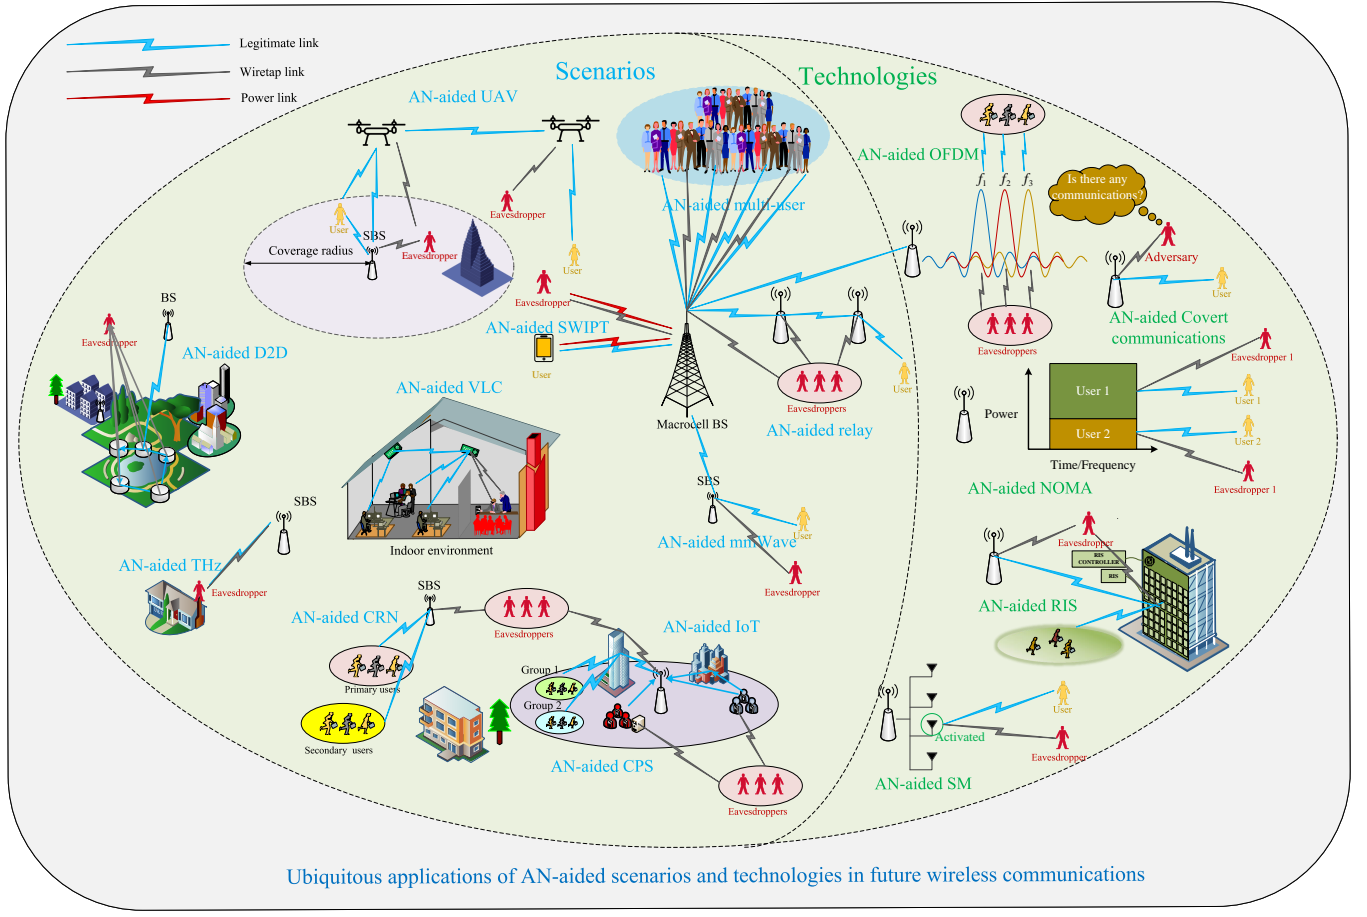 Legitimate link
Wiretap link
Power link
Scenarios
Technologies
AN-aided UAV
User
SBS
Eavesdropper
Coverage radius
Eavesdropper
User
AN-aided multi-user
Eavesdropper
AN-aided SWIPT
User
BS
Eavesdropper
AN-aided D2D
AN-aided VLC
Indoor environment
Macrocell BS
Eavesdroppers
User
AN-aided relay
SBS
AN-aided mmWave
User
Eavesdropper
SBS
AN-aided THz
Eavesdropper
SBS
AN-aided CRN
Eavesdroppers
Primary users
Secondary users
AN-aided IoT
Group 1
Group 2
AN-aided CPS
Eavesdroppers
AN-aided OFDM
f1 f2 f3
Eavesdroppers
Is there any
communications?
Adversary
User
AN-aided Covert
communications
Power
User 1
User 2
Time/Frequency
Eavesdropper 1
User 1
User 2
Eavesdropper 1
AN-aided NOMA
Eavesdropper
RIS
CONTROLLER
RIS
AN-aided RIS
Activated
User
Eavesdropper
AN-aided SM
Ubiquitous applications of AN-aided scenarios and technologies in future wireless communications